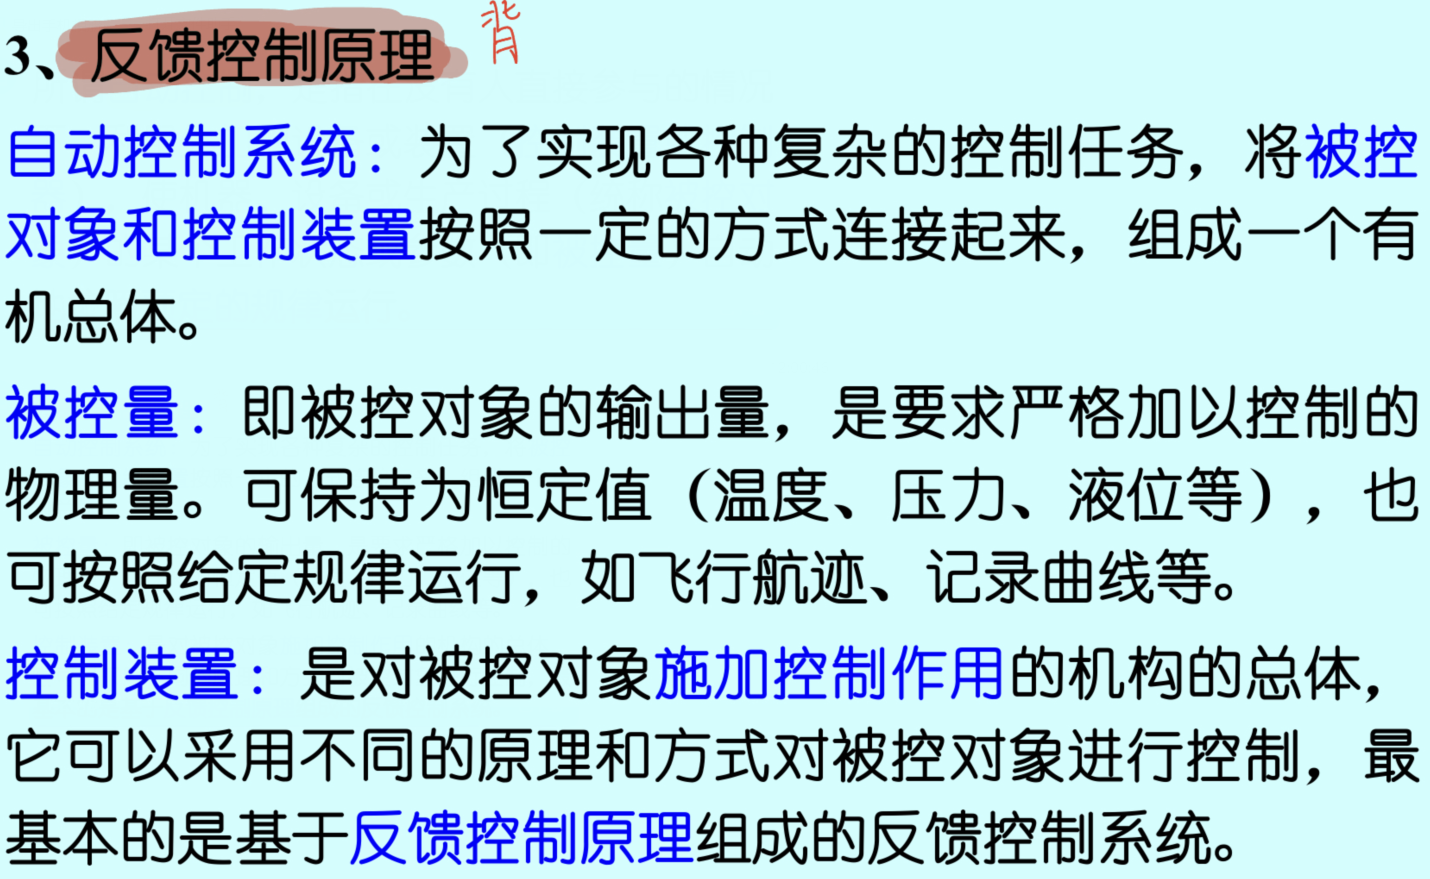 3、反馈控制原理 背
自动控制系统：为了实现各种复杂的控制任务，将被控
对象和控制装置按照一定的方式连接起来，组成一个有
机总体。
被控量：即被控对象的输出量，是要求严格加以控制的
物理量。可保持为恒定值（温度、压力、液位等），也
可按照给定规律运行，如飞行航迹、记录曲线等。
控制装置：是对被控对象施加控制作用的机构的总体，
它可以采用不同的原理和方式对被控对象进行控制，最
基本的是基于反馈控制原理组成的反馈控制系统。